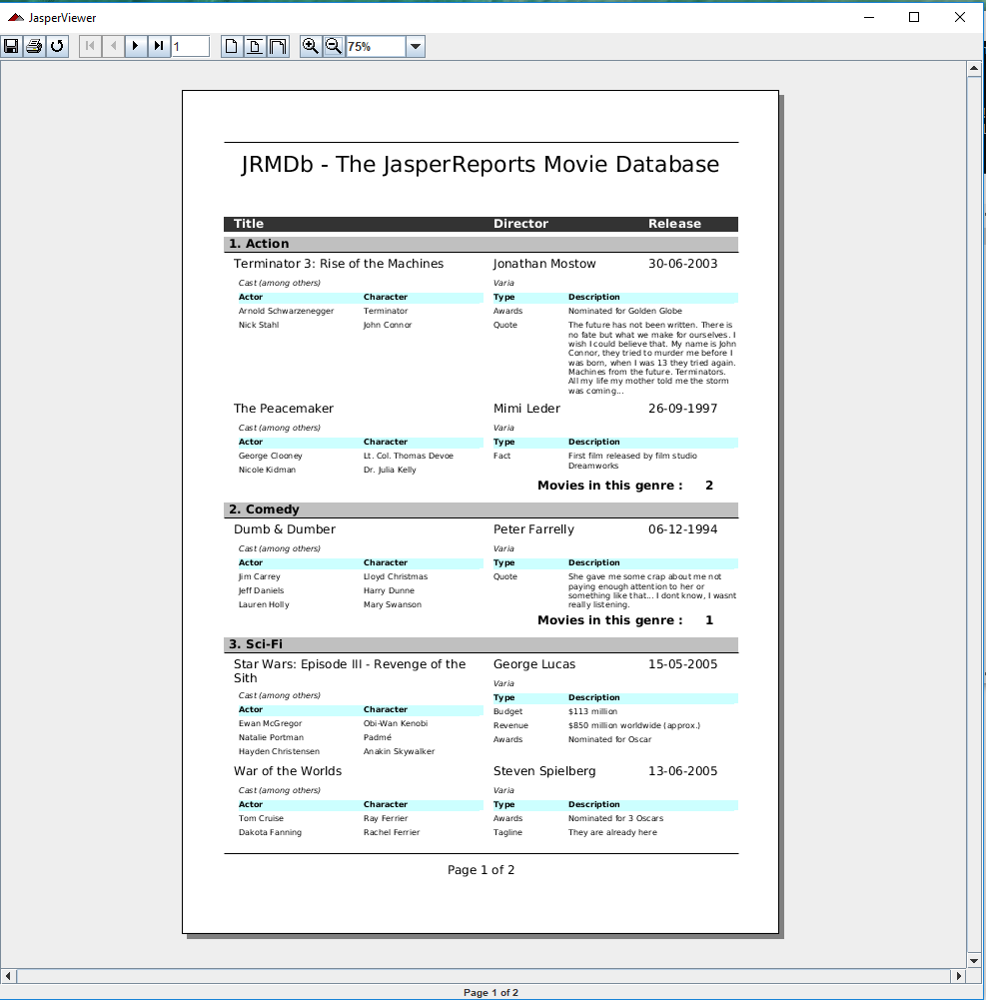 JasperViewer
1
75%
JRMDb - The JasperReports Movie Database
Title Director Release
1. Action
Terminator 3: Rise of the Machines Jonathan Mostow 30-06-2003
Cast (among others) Varia
Actor Character Type Description
Arnold Schwarzenegger Terminator Awards Nominated for Golden Globe
Nick Stahl John Connor Quote The future has not been written. There is
no fate but what we make for ourselves. I
wish I could believe that. My name is John
Connor, they tried to murder me before I
was born, when I was 13 they tried again.
Machines from the future. Terminators.
All my life my mother told me the storm
was coming...
The Peacemaker Mimi Leder 26-09-1997
Cast (among others) Varia
Actor Character Type Description
George Clooney Lt. Col. Thomas Devoe Fact First film released by film studio
Dreamworks
Nicole Kidman Dr. Julia Kelly
Movies in this genre : 2
2. Comedy
Dumb & Dumber Peter Farrelly 06-12-1994
Cast (among others) Varia
Actor Character Type Description
Jim Carrey Lloyd Christmas Quote She gave me some crap about me not
paying enough attention to her or
Jeff Daniels Harry Dunne something like that... I dont know, I wasnt
Lauren Holly Mary Swanson really listening.
Movies in this genre : 1
3. Sci-Fi
Star Wars: Episode III - Revenge of the George Lucas 15-05-2005
Sith Varia
Cast (among others) Type Description
Actor Character Budget $113 million
Ewan McGregor Obi-Wan Kenobi Revenue $850 million worldwide (approx.)
Natalie Portman Padmé Awards Nominated for Oscar
Hayden Christensen Anakin Skywalker
War of the Worlds Steven Spielberg 13-06-2005
Cast (among others) Varia
Actor Character Type Description
Tom Cruise Ray Ferrier Awards Nominated for 3 Oscars
Dakota Fanning Rachel Ferrier Tagline They are already here
Page 1 of 2
Page 1 of 2